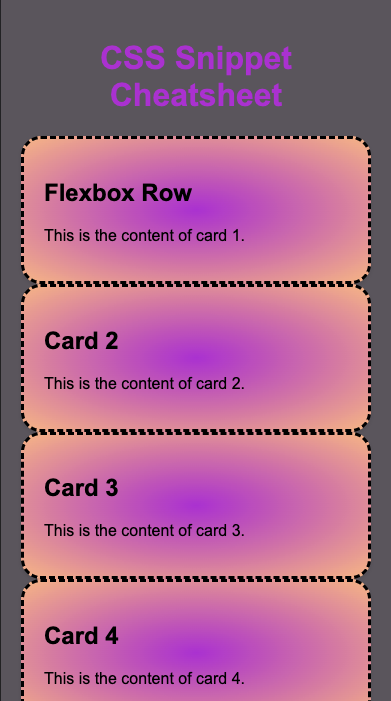 CSS Snippet
Cheatsheet
Flexbox Row
This is the content of card 1.
Card 2
This is the content of card 2.
Card 3
This is the content of card 3.
Card 4
This is the content of card 4.